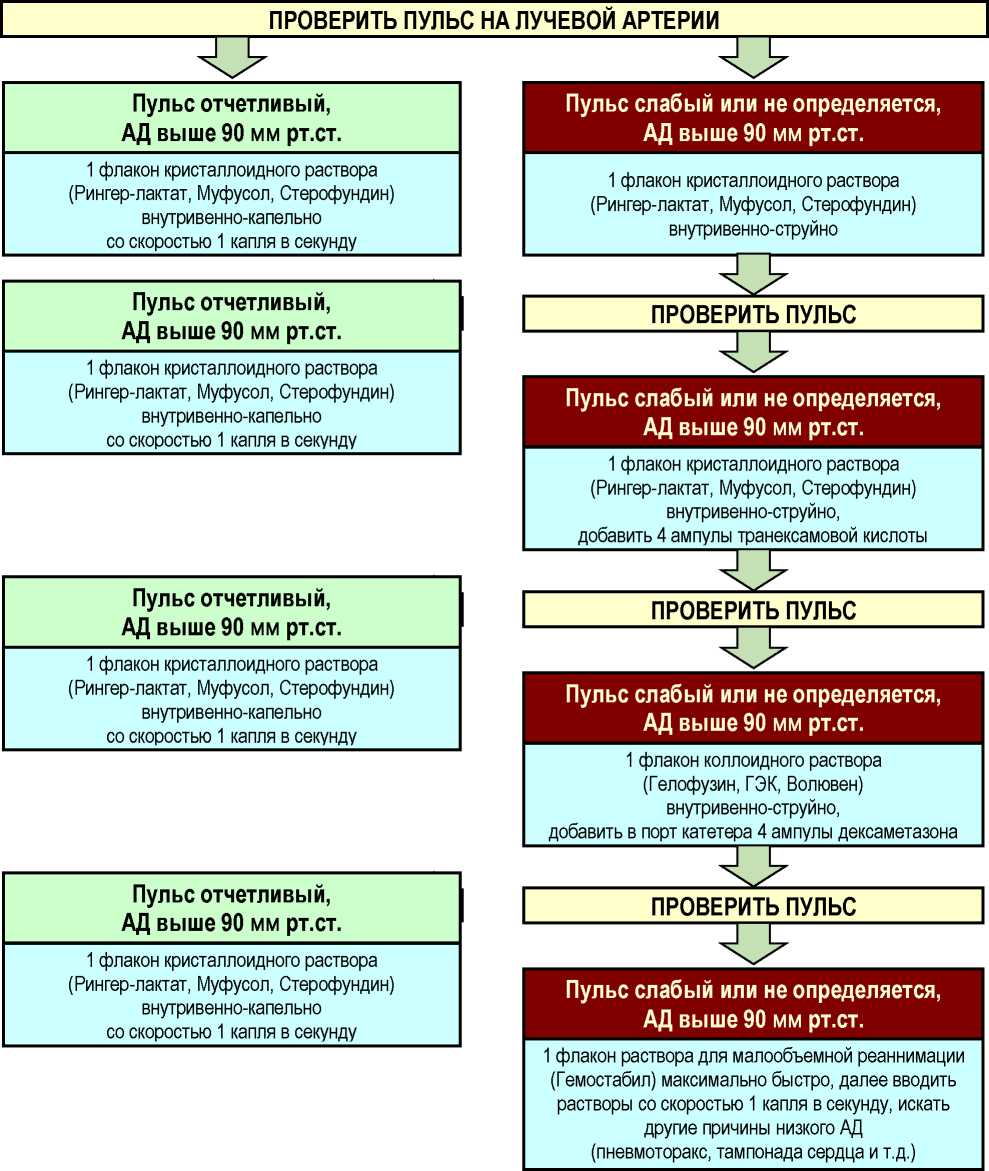 ПРОВЕРИТЬ ПУЛЬС НА ЛУЧЕВОЙ АРТЕРИИ
Пульс отчетливый,
АД выше 90 мм рт.ст.
1 флакон кристаллоидного раствора
(Рингер-лактат, Муфусол, Стерофундин)
внутривенно-капельно
со скоростью 1 капля в секунду
Пульс слабый или не определяется,
АД выше 90 мм рт.ст.
1 флакон кристаллоидного раствора
(Рингер-лактат, Муфусол, Стерофундин)
внутривенно-струйно
Пульс отчетливый,
АД выше 90 мм рт.ст.
1 флакон кристаллоидного раствора
(Рингер-лактат, Муфусол, Стерофундин)
внутривенно-капельно
со скоростью 1 капля в секунду
ПРОВЕРИТЬ ПУЛЬС
Пульс слабый или не определяется,
АД выше 90 мм рт.ст.
1 флакон кристаллоидного раствора
(Рингер-лактат, Муфусол, Стерофундин)
внутривенно-струйно,
добавить 4 ампулы транексамовой кислоты
Пульс отчетливый,
АД выше 90 мм рт.ст.
1 флакон кристаллоидного раствора
(Рингер-лактат, Муфусол, Стерофундин)
внутривенно-капельно
со скоростью 1 капля в секунду
ПРОВЕРИТЬ ПУЛЬС
Пульс слабый или не определяется,
АД выше 90 мм рт.ст.
1 флакон коллоидного раствора
(Гелофузин, ГЭК, Волювен)
внутривенно-струйно,
добавить в порт катетера 4 ампулы дексаметазона
Пульс отчетливый,
АД выше 90 мм рт.ст.
1 флакон кристаллоидного раствора
(Рингер-лактат, Муфусол, Стерофундин)
внутривенно-капельно
со скоростью 1 капля в секунду
ПРОВЕРИТЬ ПУЛЬС
Пульс слабый или не определяется,
АД выше 90 мм рт.ст.
1 флакон раствора для малообъемной реаннимации
(Гемостабил) максимально быстро, далее вводить
растворы со скоростью 1 капля в секунду, искать
другие причины низкого АД
(пневмоторакс, тампонада сердца и т.д.)